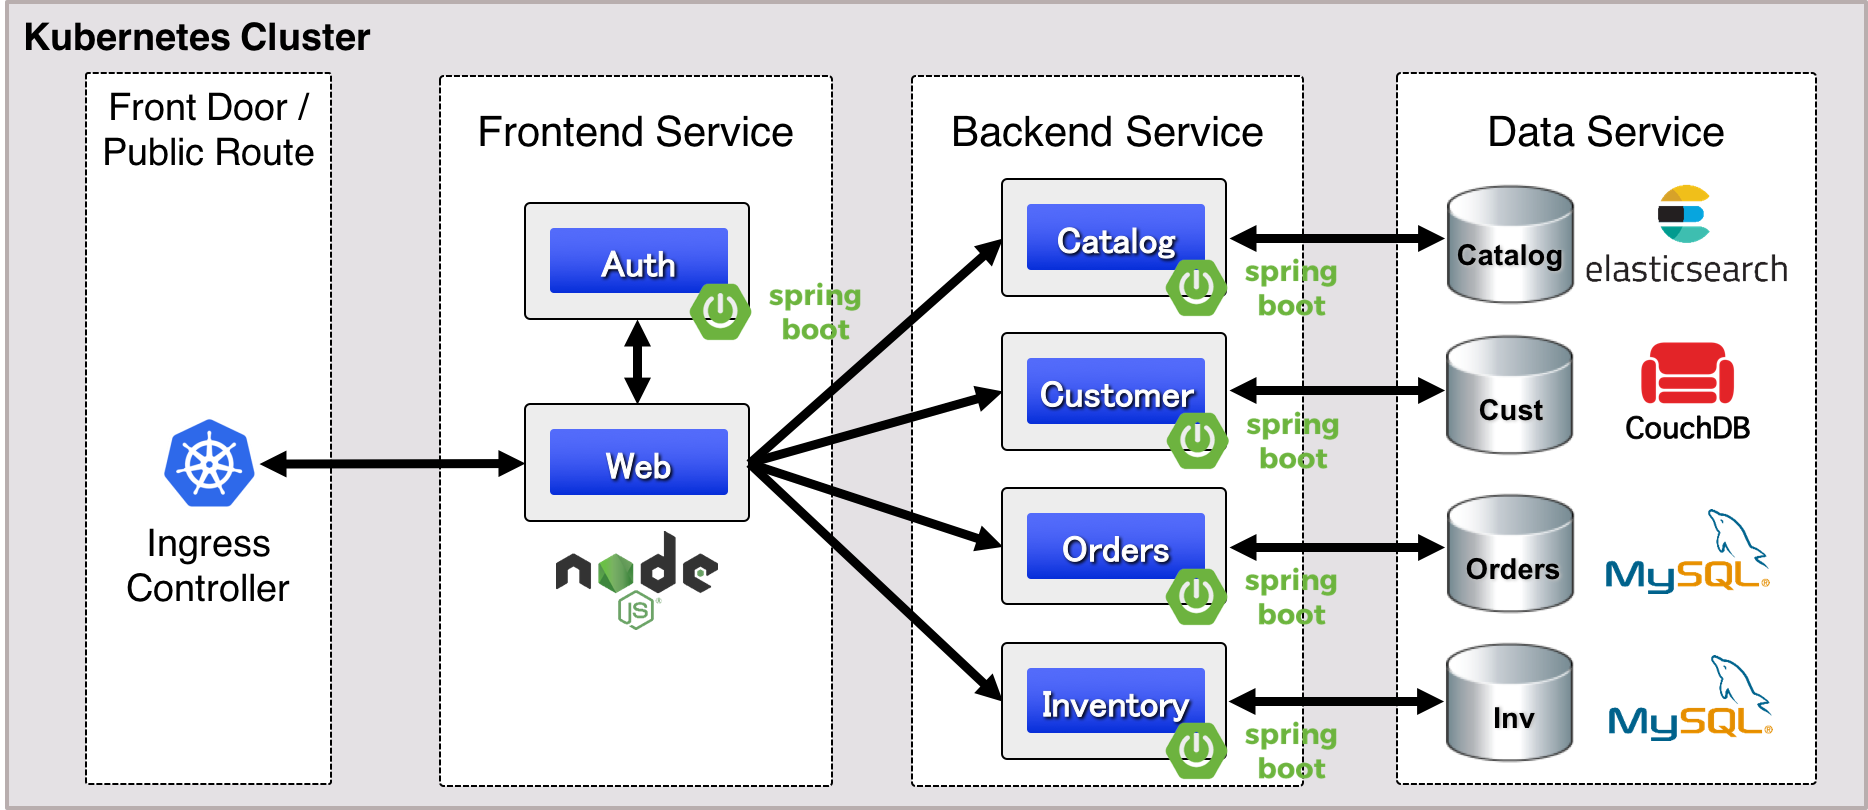 Kubernetes Cluster
Front Door /
Public Route
Ingress
Controller
Frontend Service
Auth
spring
boot
Web
node
JS
Backend Service
Catalog
spring
boot
Customer
spring
boot
Orders
spring
boot
Inventory
spring
boot
Data Service
Catalog
elasticsearch
Cust
CouchDB
Orders
MySQL®
Inv
MySQL®